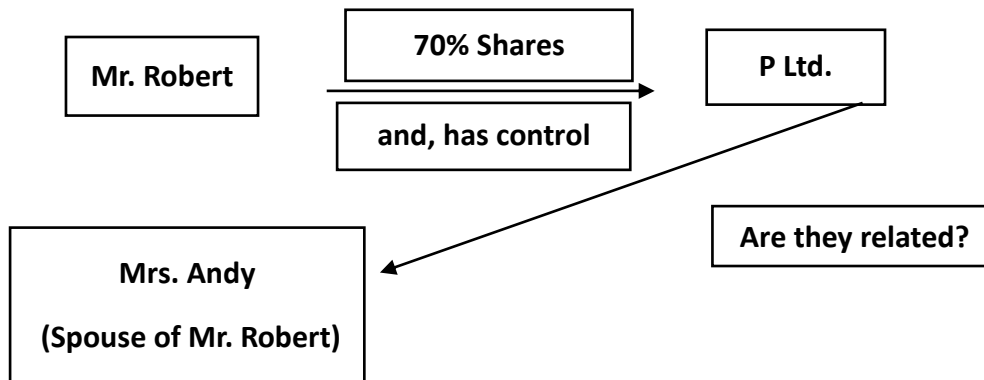 Mr. Robert
70% Shares
and, has control
P Ltd.
Mrs. Andy
(Spouse of Mr. Robert)
Are they related?